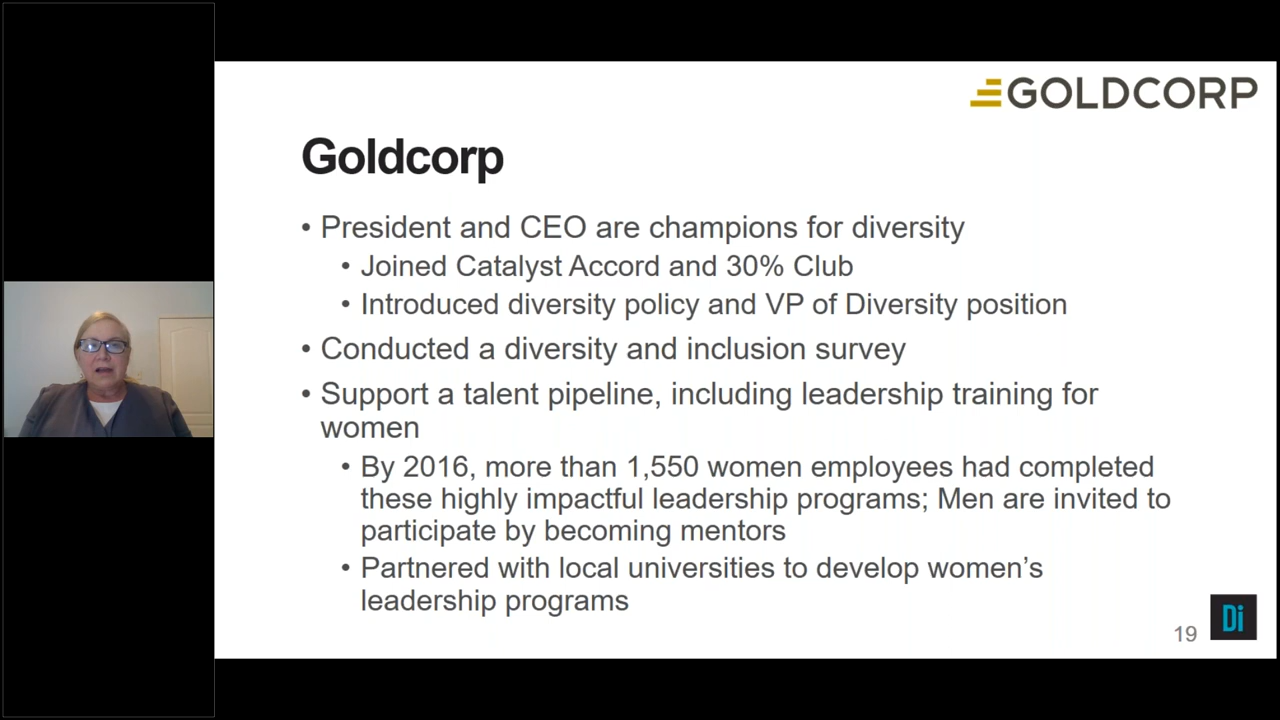 GOLDCORP
Goldcorp
• President and CEO are champions for diversity
• Joined Catalyst Accord and 30% Club
• Introduced diversity policy and VP of Diversity position
• Conducted a diversity and inclusion survey
• Support a talent pipeline, including leadership training for
women
• By 2016, more than 1,550 women employees had completed
these highly impactful leadership programs; Men are invited to
participate by becoming mentors
• Partnered with local universities to develop women’s
leadership programs
19
Di